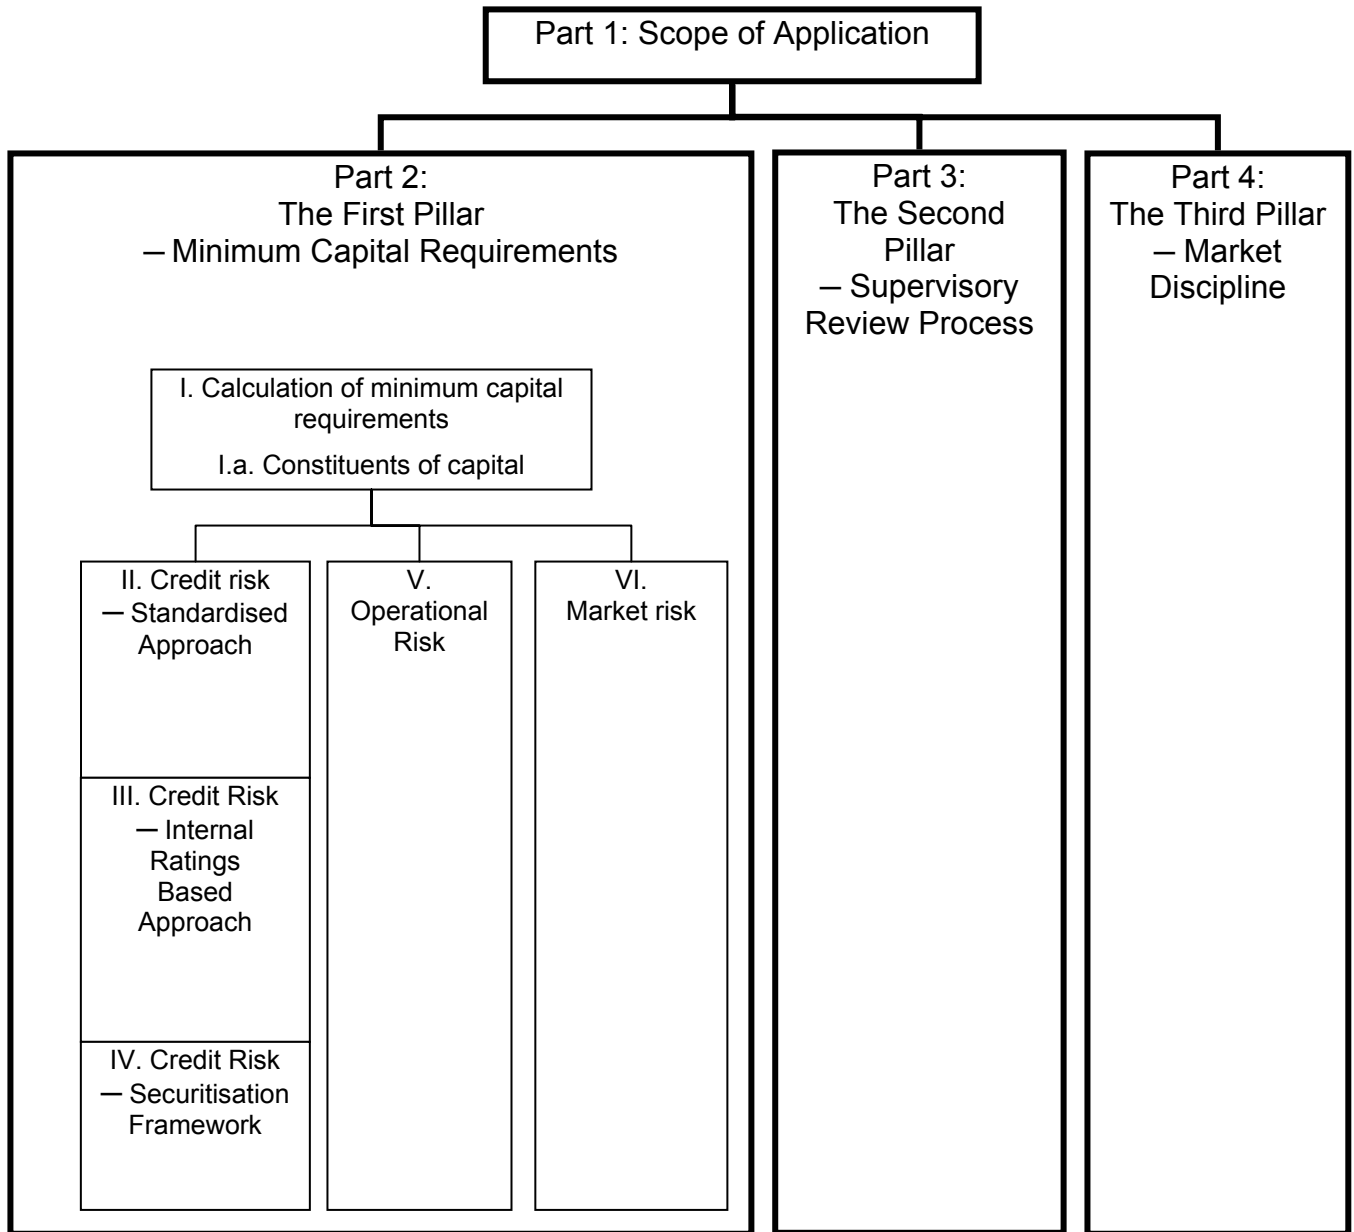 Part 1: Scope of Application
Part 2:
The First Pillar
— Minimum Capital Requirements
Part 3:
The Second
Pillar
— Supervisory
Review Process
Part 4:
The Third Pillar
— Market
Discipline
I. Calculation of minimum capital
requirements
I.a. Constituents of capital
II. Credit risk
— Standardised
Approach
III. Credit Risk
— Internal
Ratings
Based
Approach
IV. Credit Risk
— Securitisation
Framework
V.
Operational
Risk
VI.
Market risk